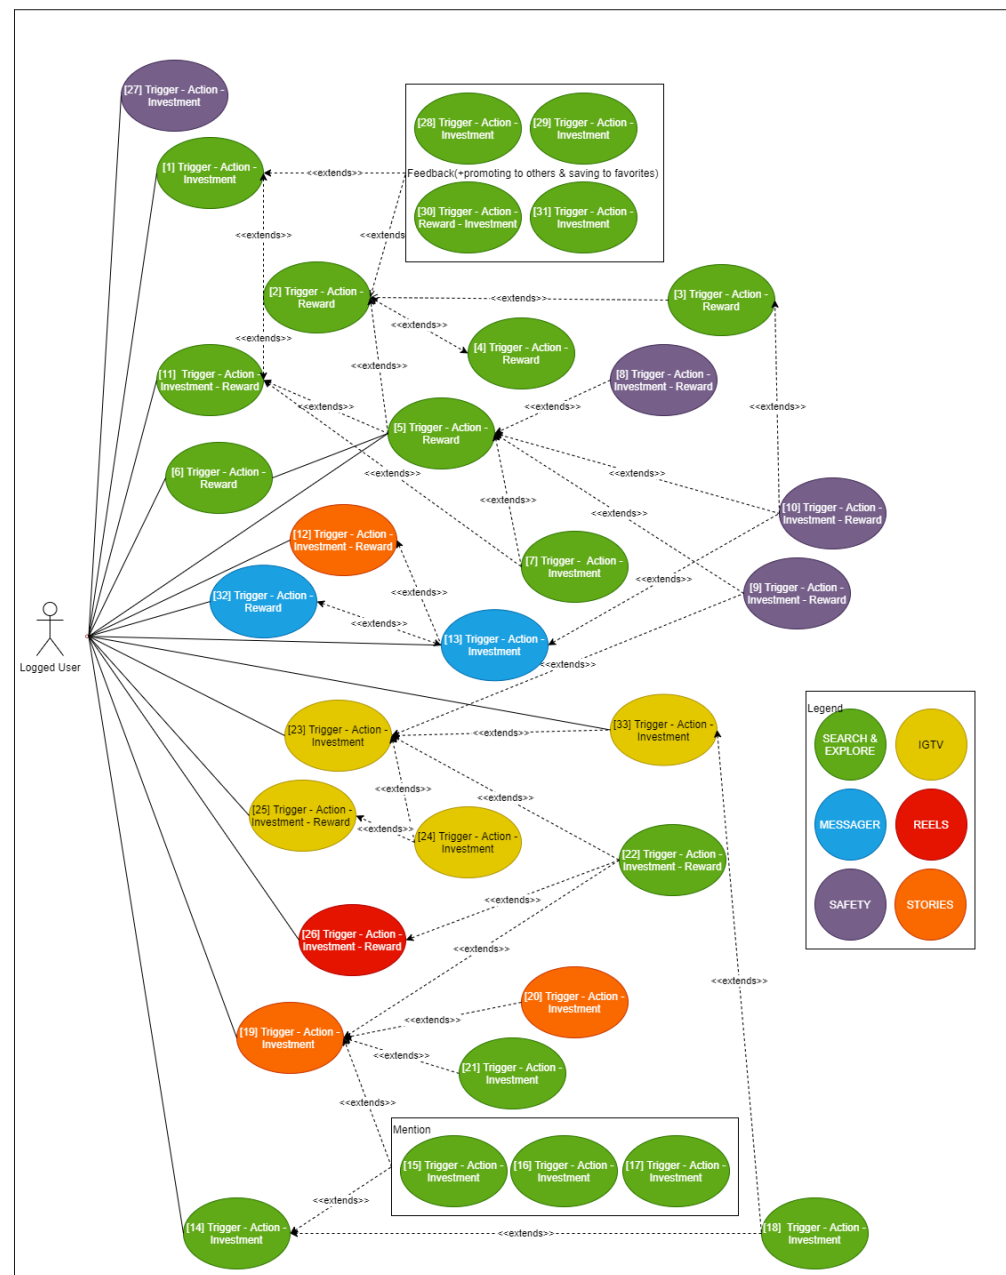 [27] Trigger - Action -
Investment
[28] Trigger - Action -
Investment
[29] Trigger - Action -
Investment
[1] Trigger - Action -
Investment
<<extends>>
Feedback(+promoting to others & saving to favorites)
[30] Trigger - Action -
Reward - Investment
[31] Trigger - Action -
Investment
<<extends>>
<<extends>
[2] Trigger - Action -
Reward
<<extends>>
[3] Trigger - Action -
Reward
<<extends>>
<<extends>>
[4] Trigger - Action -
Reward
[11]  Trigger - Action -
Investment - Reward
<<extends>>
[8] Trigger - Action -
Investment - Reward
<<extends>>
<<extends>>
[5] Trigger - Action -
Reward
<<extends>>
[6] Trigger - Action -
Reward
<<extends>>
<<extends>>
<<extends>>
<<extends>>
[10] Trigger - Action -
Investment - Reward
[12] Trigger - Action -
Investment - Reward
[7] Trigger -  Action -
Investment
<<extends>>
[9] Trigger - Action -
Investment - Reward
[32] Trigger - Action -
Reward
<<extends>>
<<extends>>
[13] Trigger - Action -
Investment
Logged User
<<extends>>
[23] Trigger - Action -
Investment
<<extends>>
[33] Trigger - Action -
Investment
Legend
SEARCH &
EXPLORE
IGTV
<<extends>>
<<extends>>
[25] Trigger - Action -
Investment - Reward
<<extends>>
[24] Trigger - Action -
Investment
MESSAGER
REELS
[22] Trigger - Action -
Investment - Reward
<<extends>>
SAFETY
STORIES
[26] Trigger - Action -
Investment - Reward
<<extends>>
<<extends>>
[20] Trigger - Action -
Investment
<<extends>>
[19] Trigger - Action -
Investment
<<extends>>
[21] Trigger - Action -
Investment
<<extends>>
Mention
[15] Trigger - Action -
Investment
[16] Trigger - Action -
Investment
[17] Trigger - Action -
Investment
<<extends>>
[14] Trigger - Action -
Investment
<<extends>>
[18]  Trigger - Action -
Investment